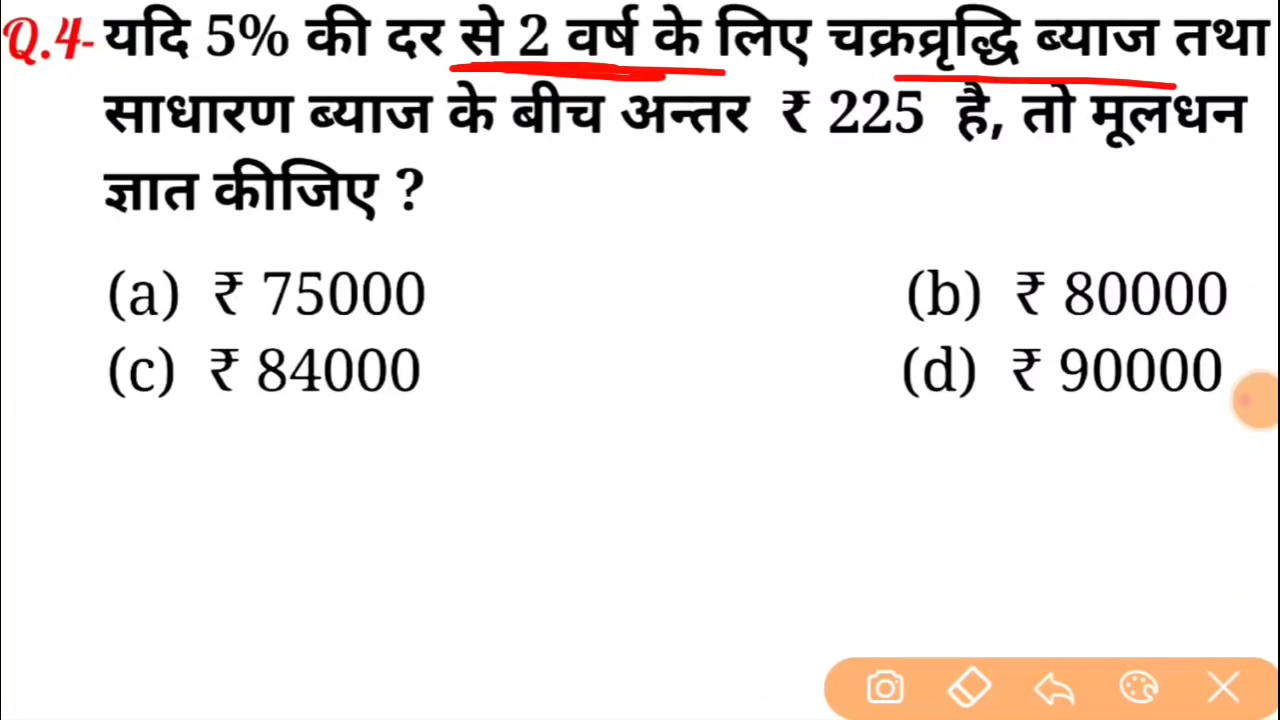 Q.4- यदि 5% की दर से 2 वर्ष के लिए चक्रव्रृद्धि ब्याज तथा
साधारण ब्याज के बीच अन्तर ₹ 225 है, तो मूलधन
ज्ञात कीजिए ?
(a) ₹ 75000 (b) ₹ 80000
(c) ₹ 84000 (d) ₹ 90000